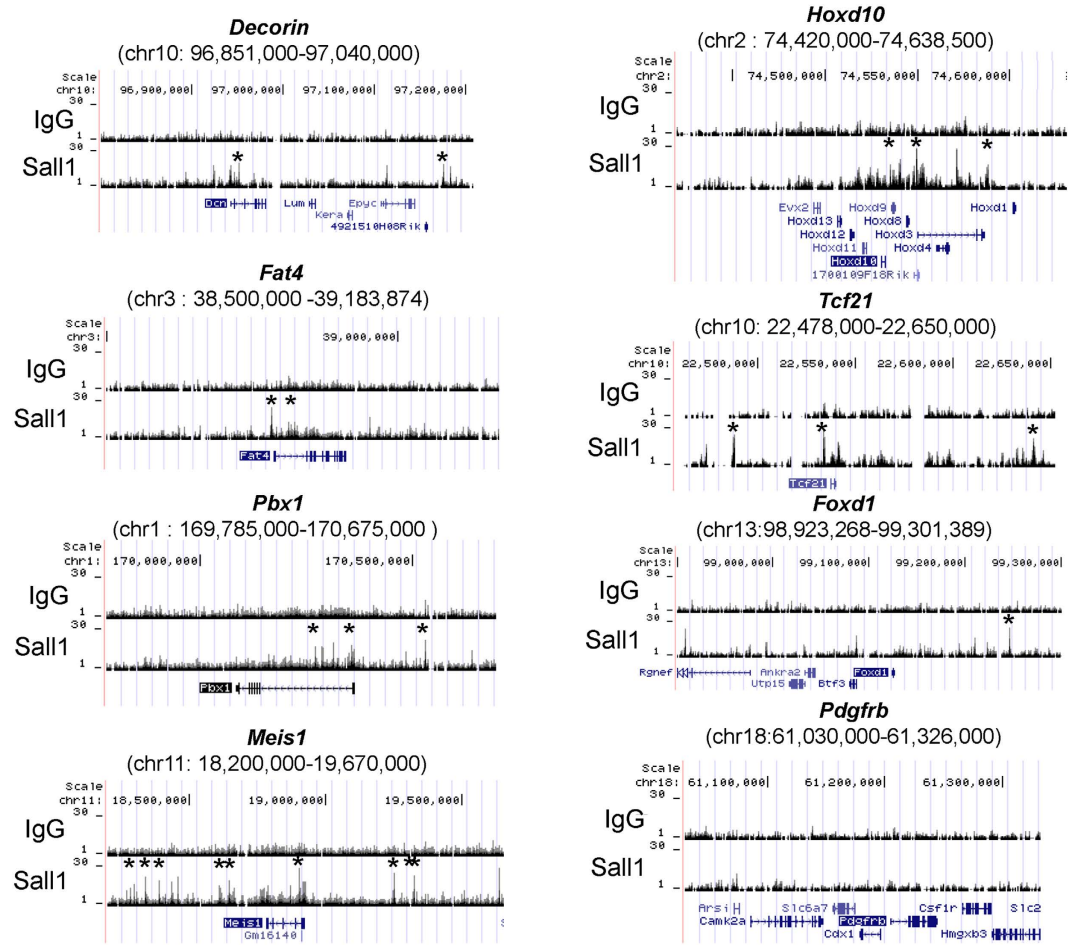 Decorin
(chr10: 96,851,000-97,040,000)
Scale
chr10: 96,900,000 97,000,000 97,100,000 97,200,000
30
IgG
1
30
Sall1
* *
1
Dcn Lum Epyc
Kera
4921510H08Rik
Fat4
(chr3 : 38,500,000 -39,183,874)
Scale
chr3: 39,000,000
30
IgG
1
30
Sall1
* *
1
Fat4
Pbx1
(chr1 : 169,785,000-170,675,000 )
Scale
chr1: 170,000,000 170,500,000
30
IgG
1
30
Sall1
* * *
1
Pbx1
Meis1
(chr11: 18,200,000-19,670,000)
Scale
chr11: 18,500,000 19,000,000 19,500,000
30
IgG
1
30
Sall1
* * * * * * * * *
1
Meis1
Gm16140
S
Hoxd10
(chr2 : 74,420,000-74,638,500)
Scale
chr2: 74,500,000 74,550,000 74,600,000
30
IgG
1
30
Sall1
* * *
1
Evx2 Hoxd9 Hoxd1
Hoxd13 Hoxd8
Hoxd12 Hoxd3
Hoxd11 Hoxd4
Hoxd10
1700109F18Rik
Tcf21
(chr10: 22,478,000-22,650,000)
Scale
chr10: 22,500,000 22,550,000 22,600,000 22,650,000
30
IgG
1
30
Sall1
* * *
1
Tcf21
Foxd1
(chr13:98,923,268-99,301,389)
Scale
chr13: 99,000,000 99,100,000 99,200,000 99,300,000
30
IgG
1
30
Sall1
*
1
Rgnef Ankra2 Foxd1
Utp15 Btf3
Pdgfrb
(chr18:61,030,000-61,326,000)
Scale
chr18: 61,100,000 61,200,000 61,300,000
30
IgG
1
30
Sall1
1
Arsi Slc6a7 Csf1r Slc2
Camk2a Pdgfrb
Cdx1 Hmgxb3